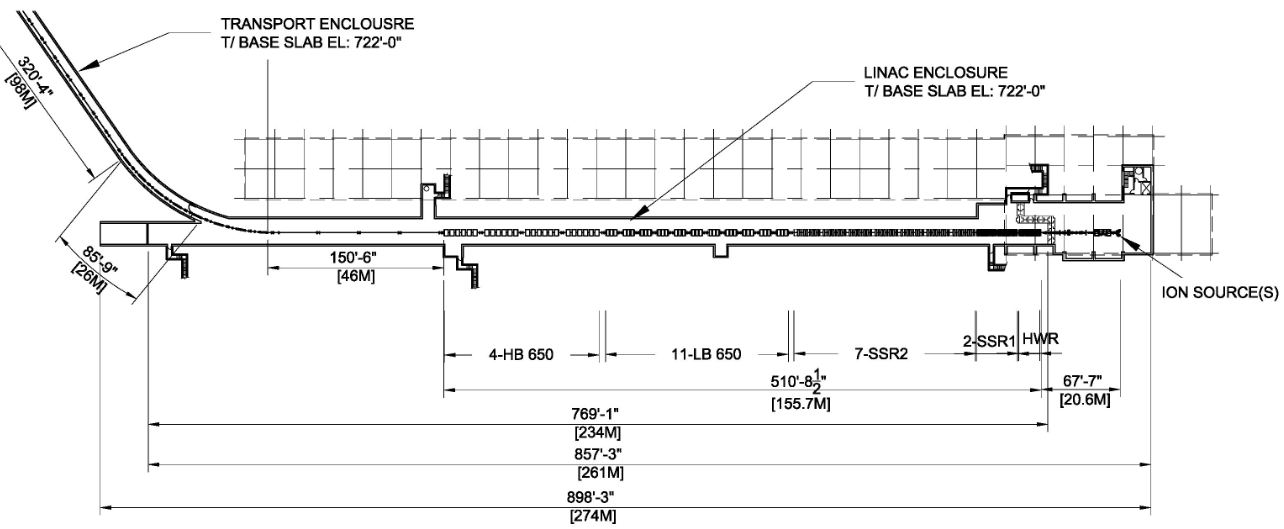 TRANSPORT ENCLOUSRE
T/ BASE SLAB EL: 722'-0"
320'-4"
[98M]
LINAC ENCLOSURE
T/ BASE SLAB EL: 722'-0"
85'-9"
[26M]
150'-6"
[46M]
ION SOURCE(S)
4-HB 650
11-LB 650
7-SSR2
2-SSR1
HWR
510'-8 1/2"
[155.7M]
67'-7"
[20.6M]
769'-1"
[234M]
857'-3"
[261M]
898'-3"
[274M]